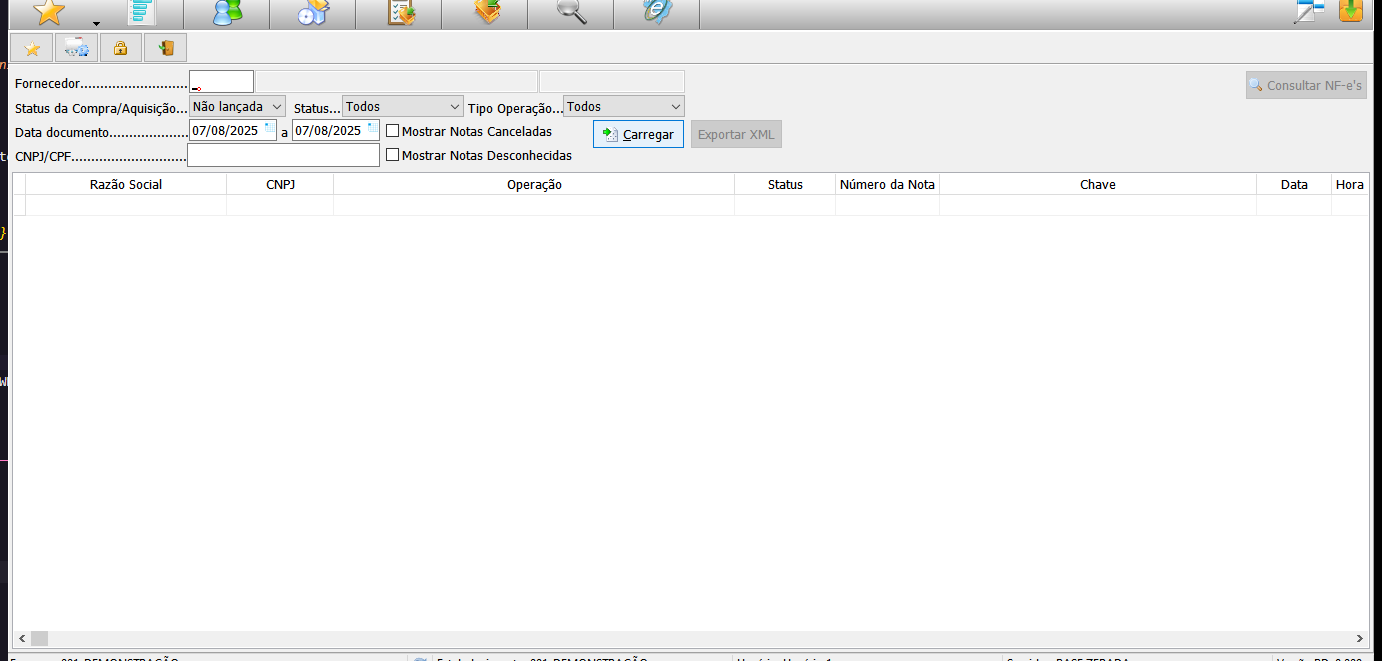 Fornecedor
Consultar NF-e's
Status da Compra/Aquisição... Não lançada Status... Todos Tipo Operação... Todos
Data documento 07/08/2025 a 07/08/2025 Mostrar Notas Canceladas Carregar Exportar XML
CNPJ/CPF Mostrar Notas Desconhecidas
Razão Social CNPJ Operação Status Número da Nota Chave Data Hora